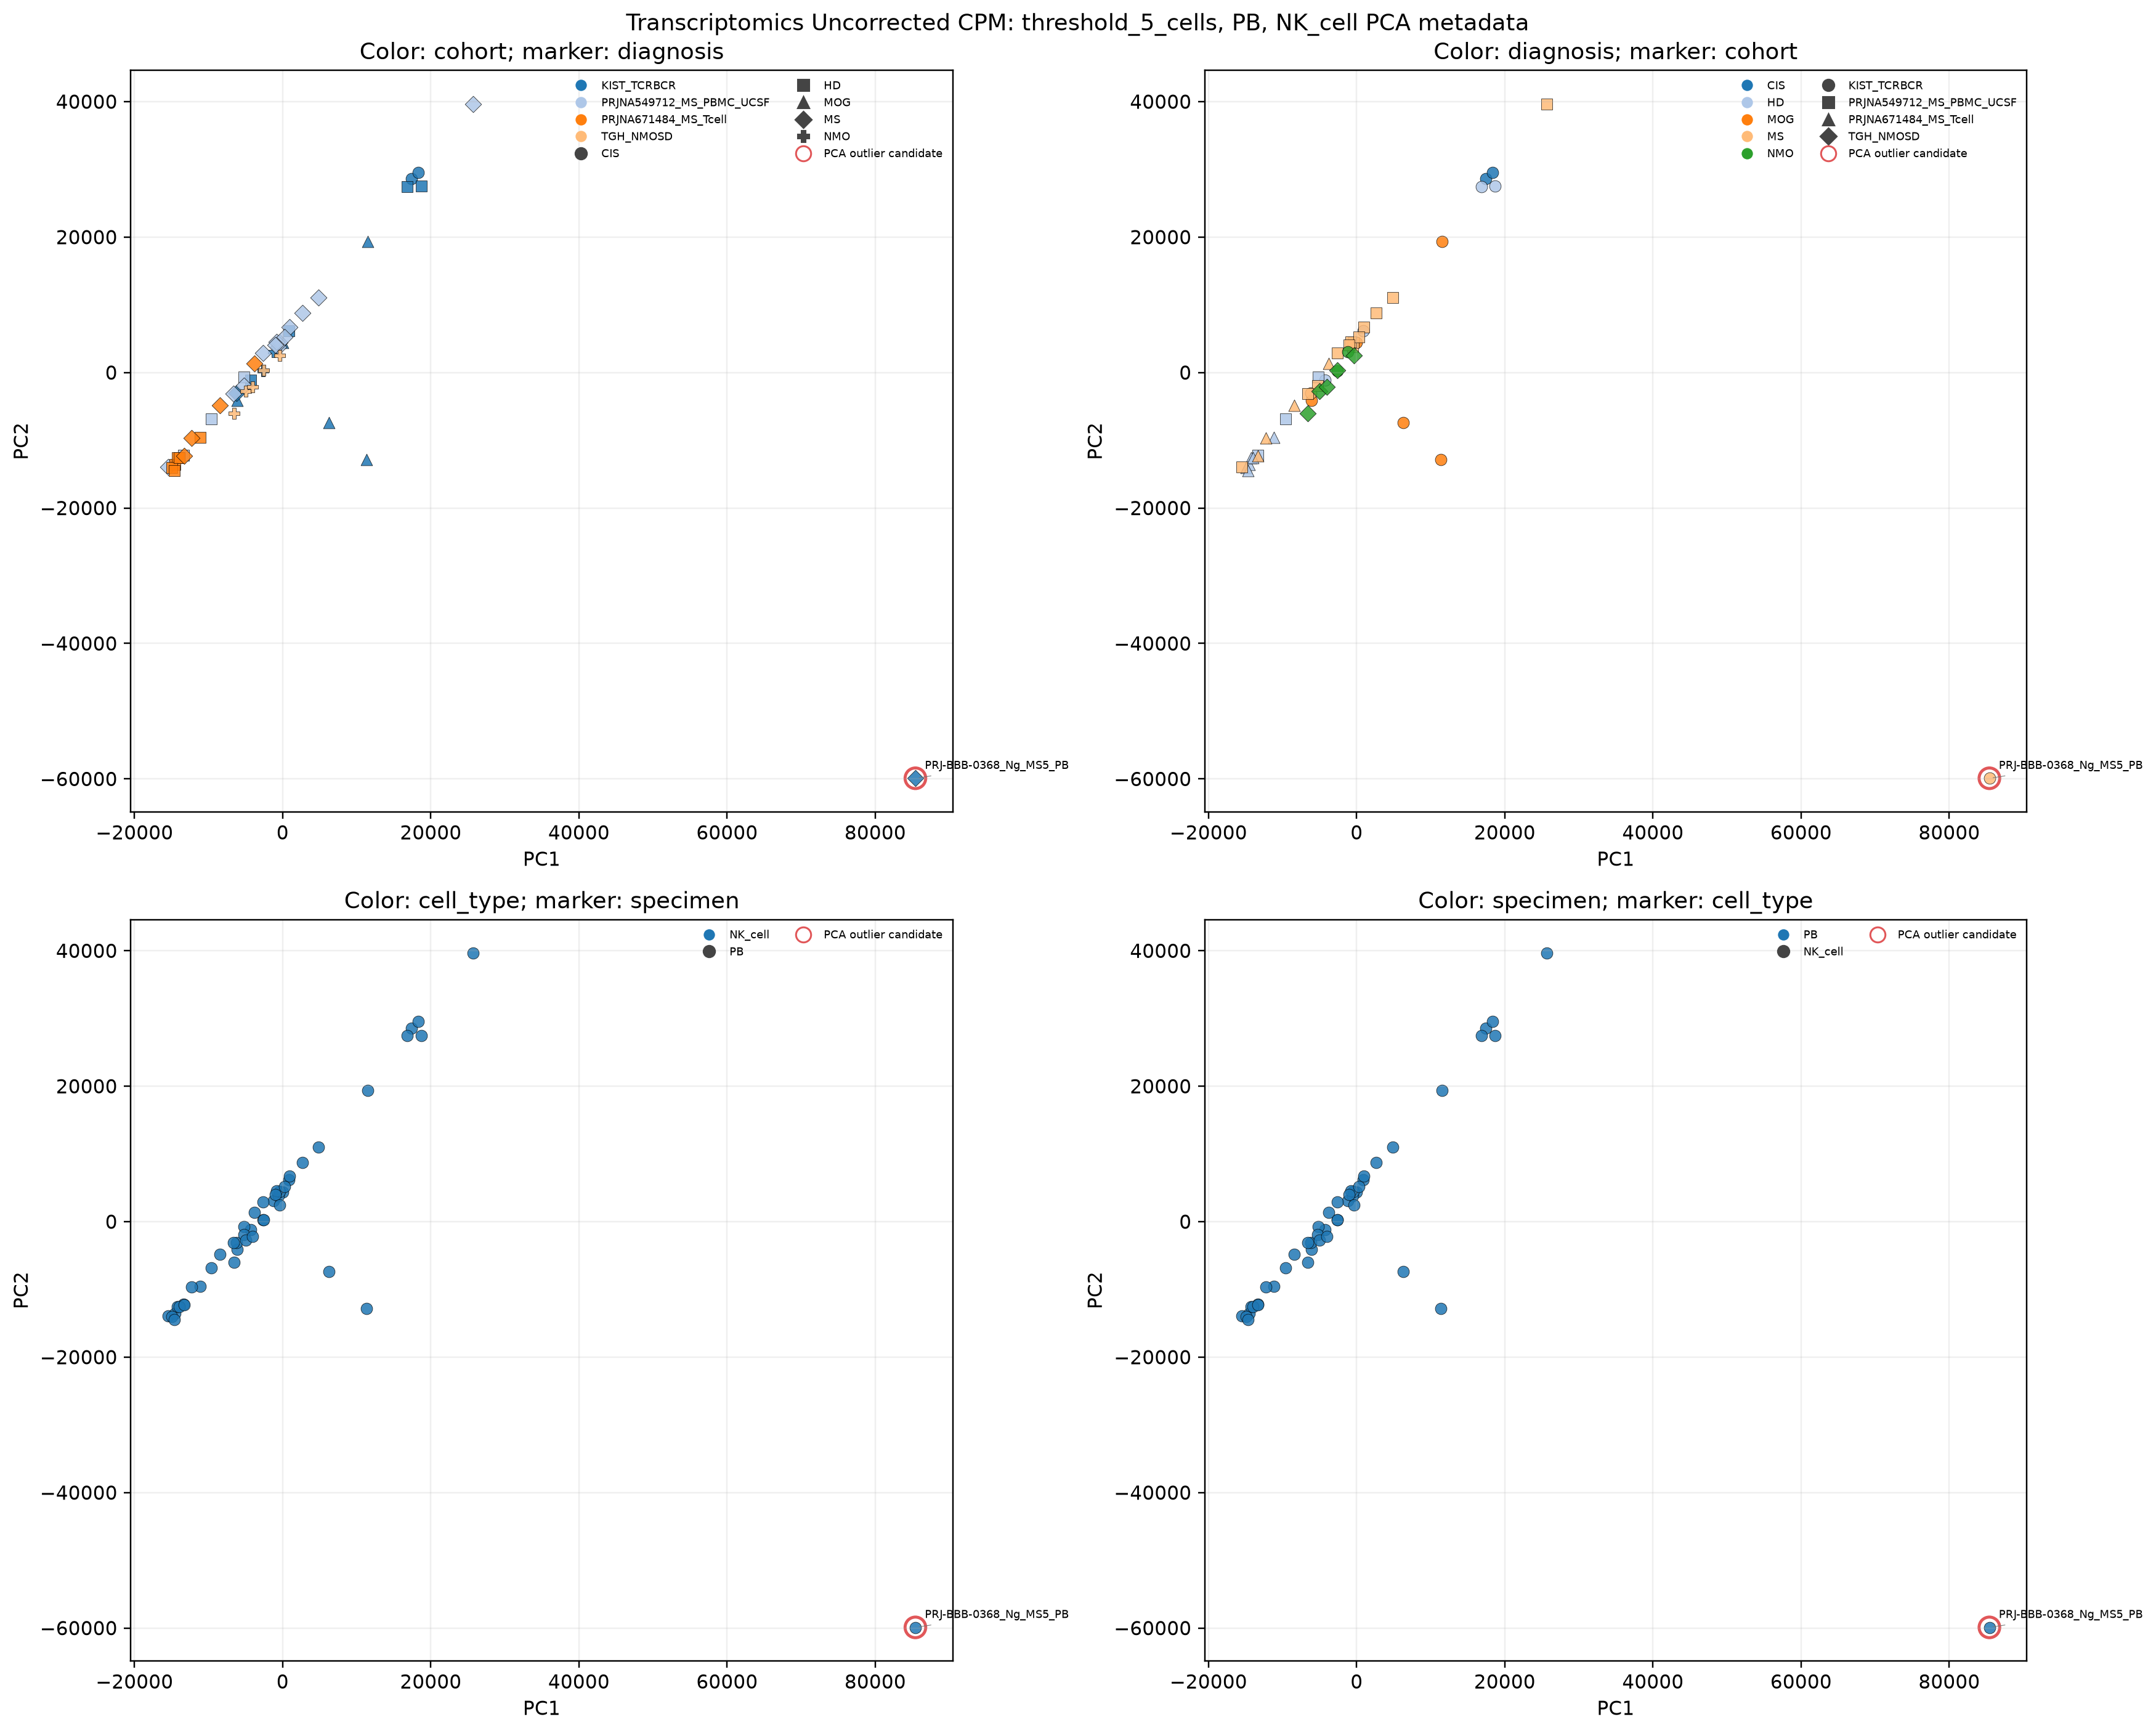 Transcriptomics Uncorrected CPM: threshold_5_cells, PB, NK_cell PCA metadata
Color: cohort; marker: diagnosis
KIST_TCRBCR
PRJNA549712_MS_PBMC_UCSF
PRJNA671484_MS_Tcell
TGH_NMOSD
CIS
HD
MOG
MS
NMO
PCA outlier candidate
40000
20000
0
−20000
−40000
−60000
PC2
PRJ-BBB-0368_Ng_MS5_PB
−20000
0
20000
40000
60000
80000
PC1
Color: diagnosis; marker: cohort
CIS
HD
MOG
MS
NMO
KIST_TCRBCR
PRJNA549712_MS_PBMC_UCSF
PRJNA671484_MS_Tcell
TGH_NMOSD
PCA outlier candidate
40000
20000
0
−20000
−40000
−60000
PC2
PRJ-BBB-0368_Ng_MS5_PB
−20000
0
20000
40000
60000
80000
PC1
Color: cell_type; marker: specimen
NK_cell
PB
PCA outlier candidate
40000
20000
0
−20000
−40000
−60000
PC2
PRJ-BBB-0368_Ng_MS5_PB
−20000
0
20000
40000
60000
80000
PC1
Color: specimen; marker: cell_type
PB
NK_cell
PCA outlier candidate
40000
20000
0
−20000
−40000
−60000
PC2
PRJ-BBB-0368_Ng_MS5_PB
−20000
0
20000
40000
60000
80000
PC1